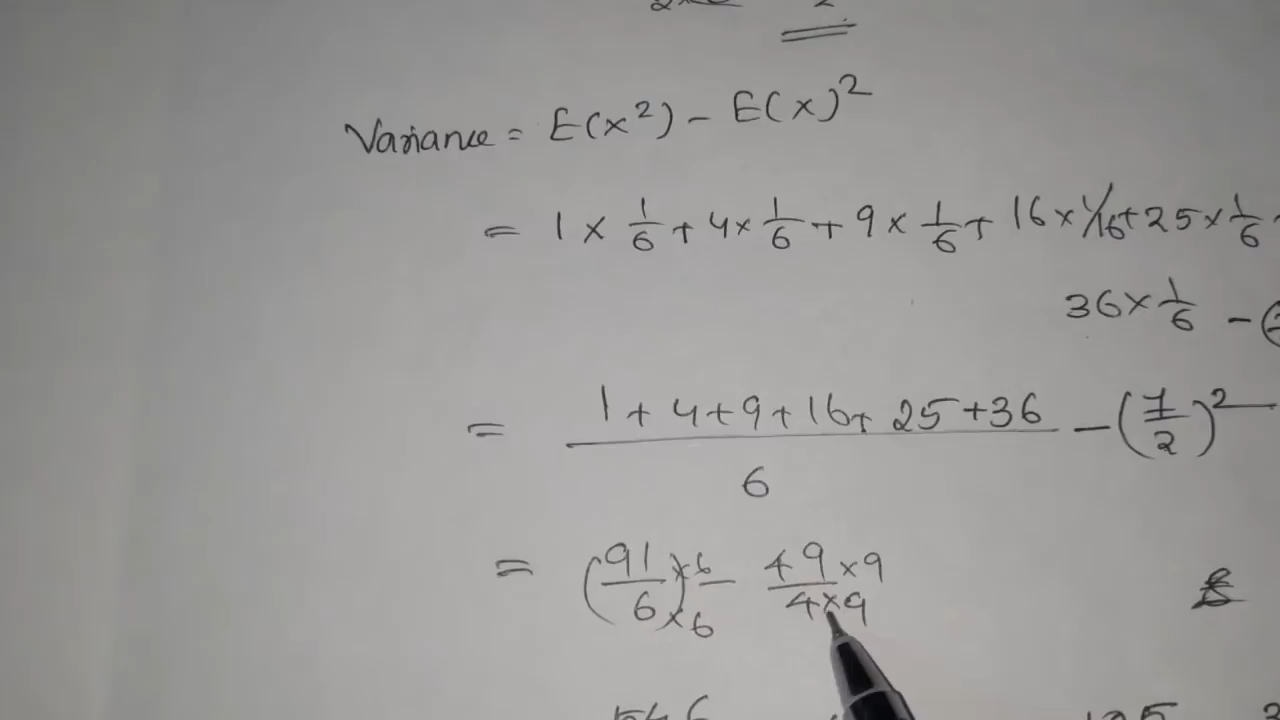 Variance = E(x²) - E(x)²
= 1 × 1/6 + 4 × 1/6 + 9 × 1/6 + 16 × 1/6 + 25 × 1/6
36 × 1/6 -
= (1 + 4 + 9 + 16 + 25 + 36)/6 - (7/2)²
= (91/6) × 6/× 6 - 49 × 9/4 × 9